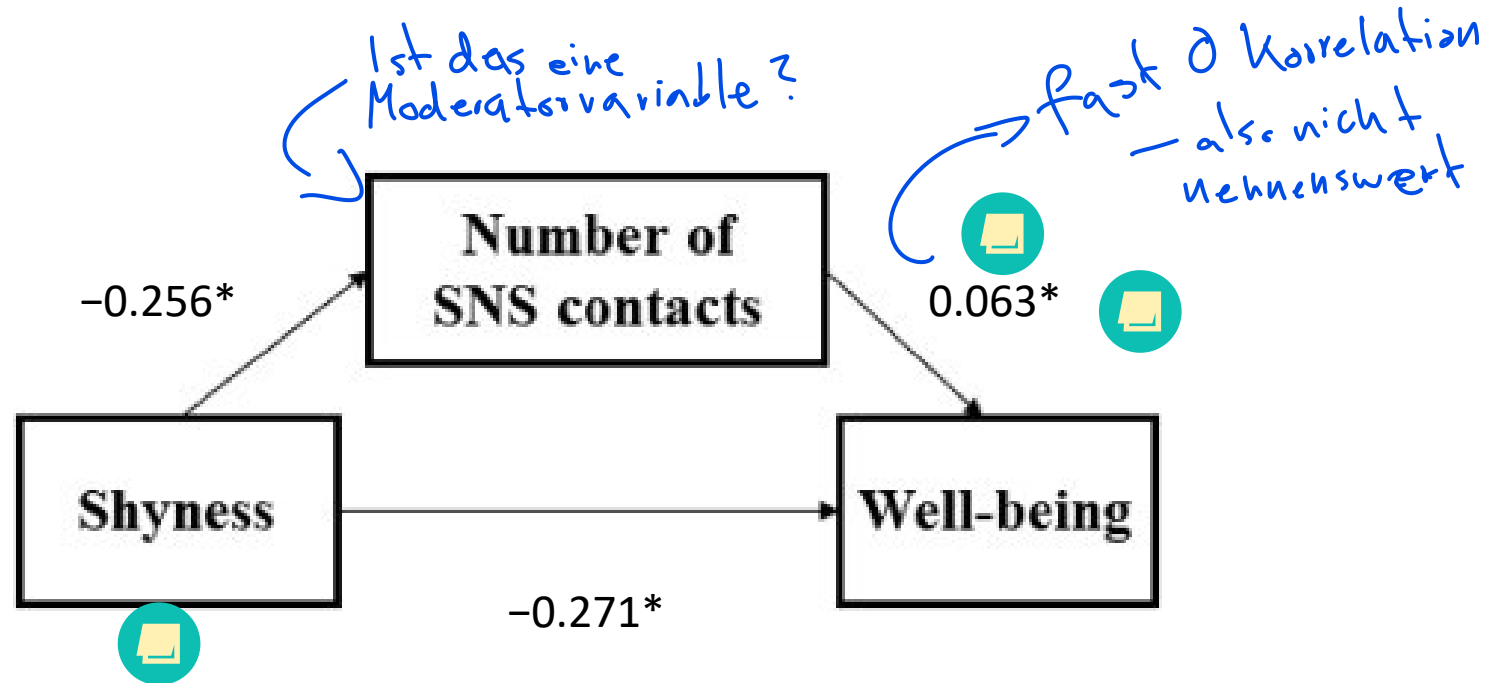 Ist das eine
Moderatorvariable?
fast 0 Korrelation
– also nicht
nennenswert
Number of
SNS contacts
−0.256*
0.063*
Shyness
Well-being
−0.271*